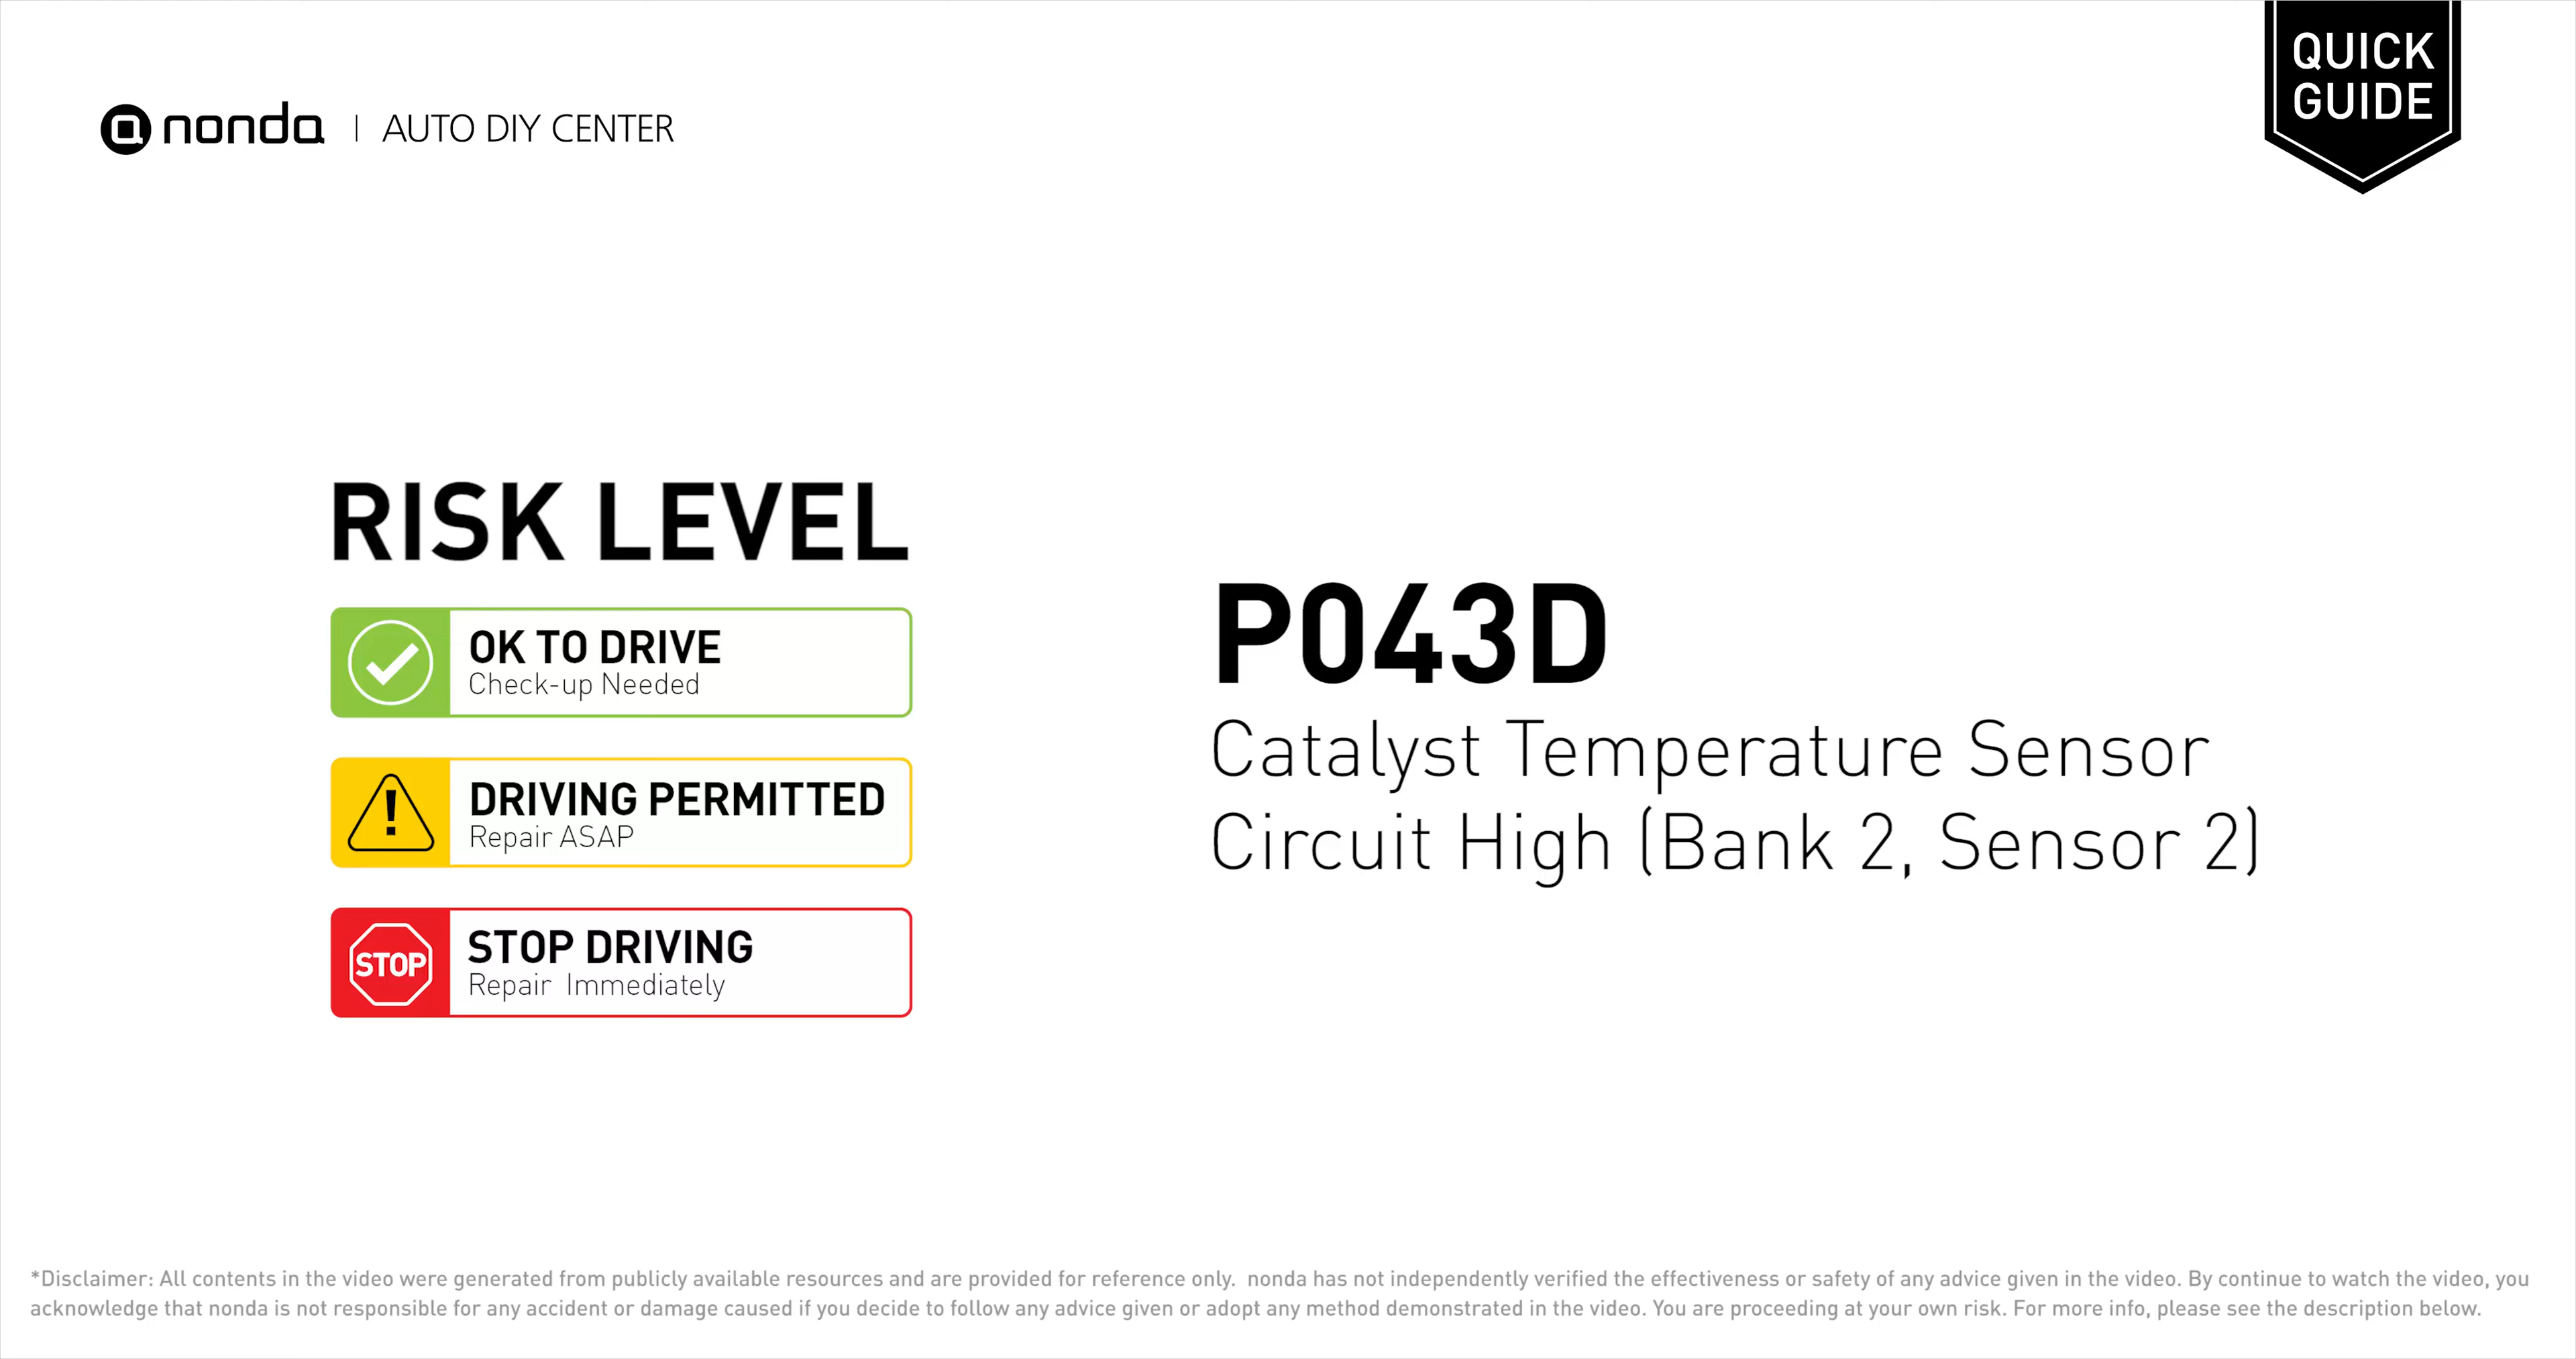 nonda | AUTO DIY CENTER
QUICK
GUIDE
RISK LEVEL
OK TO DRIVE
Check-up Needed
DRIVING PERMITTED
Repair ASAP
STOP
STOP DRIVING
Repair Immediately
P043D
Catalyst Temperature Sensor
Circuit High (Bank 2, Sensor 2)
*Disclaimer: All contents in the video were generated from publicly available resources and are provided for reference only. nonda has not independently verified the effectiveness or safety of any advice given in the video. By continue to watch the video, you
acknowledge that nonda is not responsible for any accident or damage caused if you decide to follow any advice given or adopt any method demonstrated in the video. You are proceeding at your own risk. For more info, please see the description below.